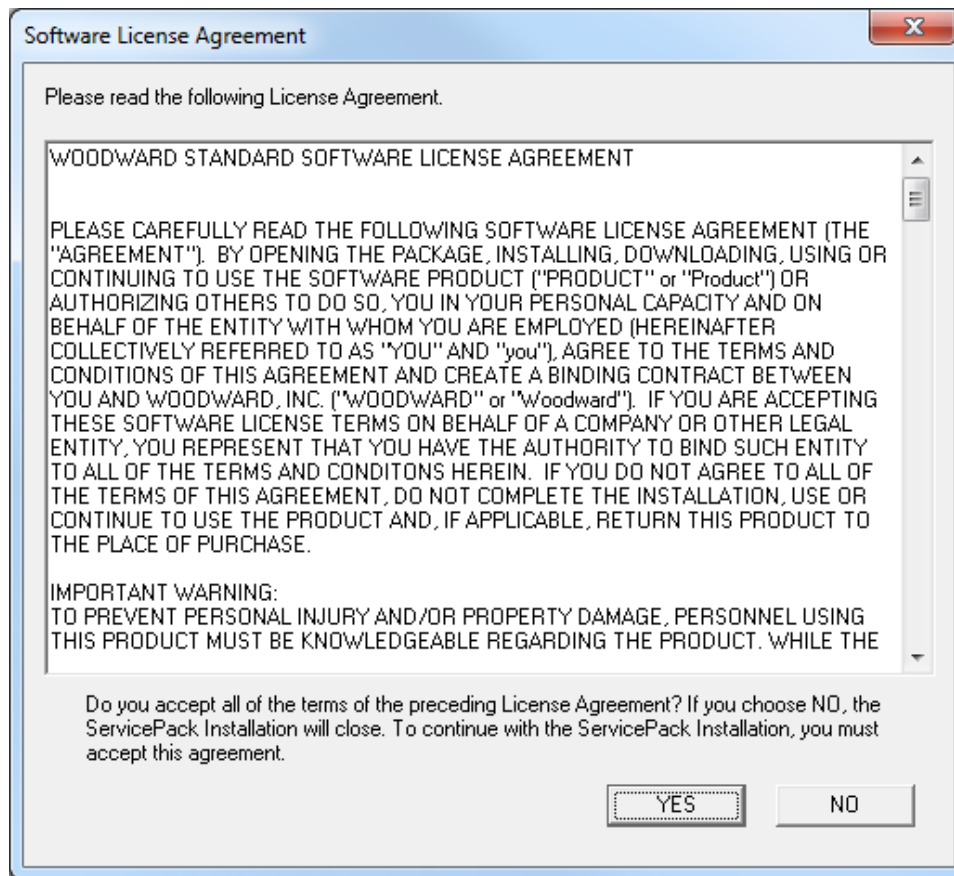 Software License Agreement
Please read the following License Agreement.
WOODWARD STANDARD SOFTWARE LICENSE AGREEMENT
PLEASE CAREFULLY READ THE FOLLOWING SOFTWARE LICENSE AGREEMENT (THE
"AGREEMENT").  BY OPENING THE PACKAGE, INSTALLING, DOWNLOADING, USING OR
CONTINUING TO USE THE SOFTWARE PRODUCT ("PRODUCT" or "Product") OR
AUTHORIZING OTHERS TO DO SO, YOU IN YOUR PERSONAL CAPACITY AND ON
BEHALF OF THE ENTITY WITH WHOM YOU ARE EMPLOYED (HEREINAFTER
COLLECTIVELY REFERRED TO AS "YOU" AND "you"), AGREE TO THE TERMS AND
CONDITIONS OF THIS AGREEMENT AND CREATE A BINDING CONTRACT BETWEEN
YOU AND WOODWARD, INC. ("WOODWARD" or "Woodward").  IF YOU ARE ACCEPTING
THESE SOFTWARE LICENSE TERMS ON BEHALF OF A COMPANY OR OTHER LEGAL
ENTITY, YOU REPRESENT THAT YOU HAVE THE AUTHORITY TO BIND SUCH ENTITY
TO ALL OF THE TERMS AND CONDITONS HEREIN.  IF YOU DO NOT AGREE TO ALL OF
THE TERMS OF THIS AGREEMENT, DO NOT COMPLETE THE INSTALLATION, USE OR
CONTINUE TO USE THE PRODUCT AND, IF APPLICABLE, RETURN THIS PRODUCT TO
THE PLACE OF PURCHASE.
IMPORTANT WARNING:
TO PREVENT PERSONAL INJURY AND/OR PROPERTY DAMAGE, PERSONNEL USING
THIS PRODUCT MUST BE KNOWLEDGEABLE REGARDING THE PRODUCT. WHILE THE
Do you accept all of the terms of the preceding License Agreement? If you choose NO, the
ServicePack Installation will close. To continue with the ServicePack Installation, you must
accept this agreement.
YES
NO